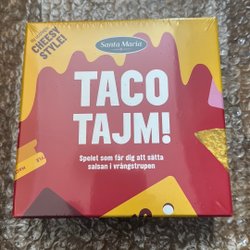 CHEESY
STYLE!
Santa Maria
TACO
TAJM!
Spelet som får dig att sätta
salsan i vrångstrupen